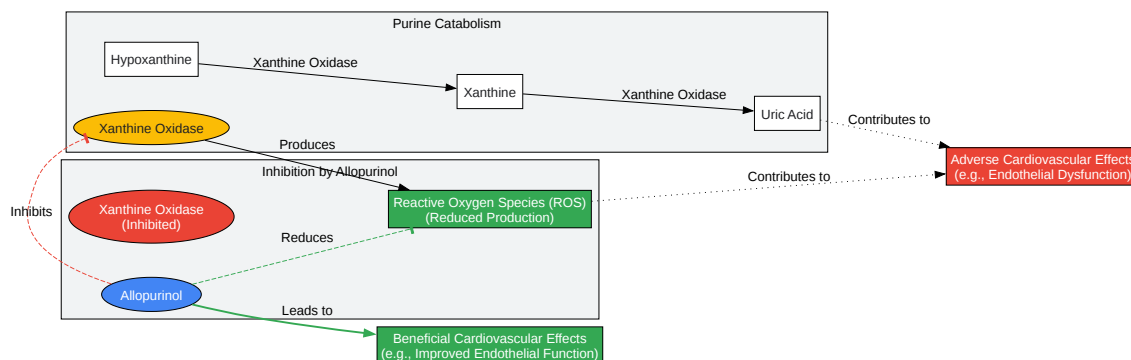 Purine Catabolism
Hypoxanthine
Xanthine Oxidase
Xanthine
Xanthine Oxidase
Uric Acid
Xanthine Oxidase
Produces
Contributes to
Inhibition by Allopurinol
Adverse Cardiovascular Effects
(e.g., Endothelial Dysfunction)
Contributes to
Reactive Oxygen Species (ROS)
(Reduced Production)
Xanthine Oxidase
(Inhibited)
Inhibits
Reduces
Allopurinol
Leads to
Beneficial Cardiovascular Effects
(e.g., Improved Endothelial Function)